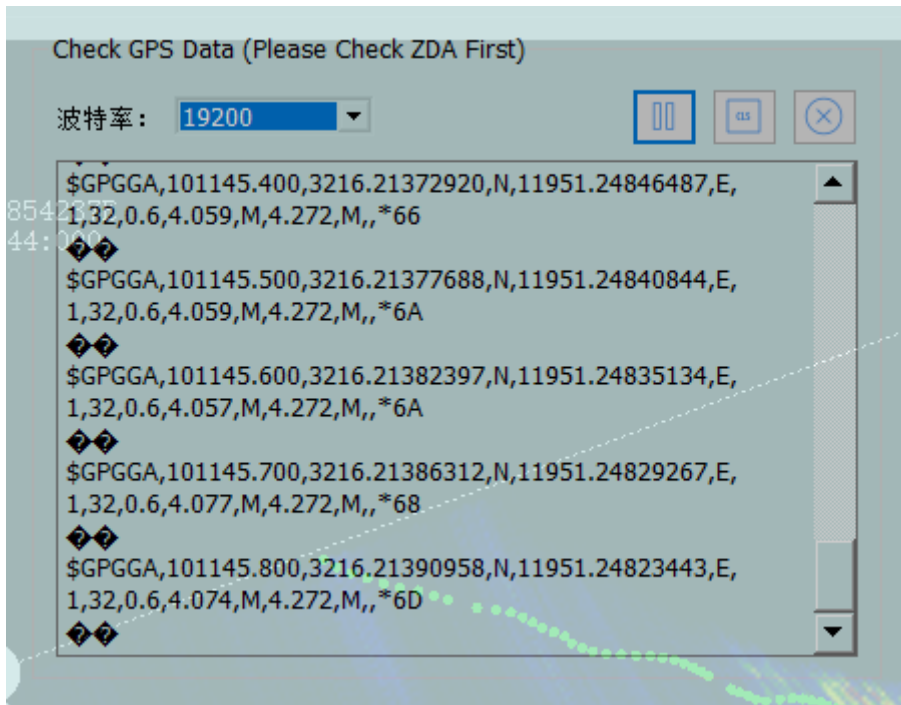 Check GPS Data (Please Check ZDA First)
波特率： 19200
CLS
$GPGGA,101145.400,3216.21372920,N,11951.24846487,E,
1,32,0.6,4.059,M,4.272,M,,*66
��
$GPGGA,101145.500,3216.21377688,N,11951.24840844,E,
1,32,0.6,4.059,M,4.272,M,,*6A
��
$GPGGA,101145.600,3216.21382397,N,11951.24835134,E,
1,32,0.6,4.057,M,4.272,M,,*6A
��
$GPGGA,101145.700,3216.21386312,N,11951.24829267,E,
1,32,0.6,4.077,M,4.272,M,,*68
��
$GPGGA,101145.800,3216.21390958,N,11951.24823443,E,
1,32,0.6,4.074,M,4.272,M,,*6D
��